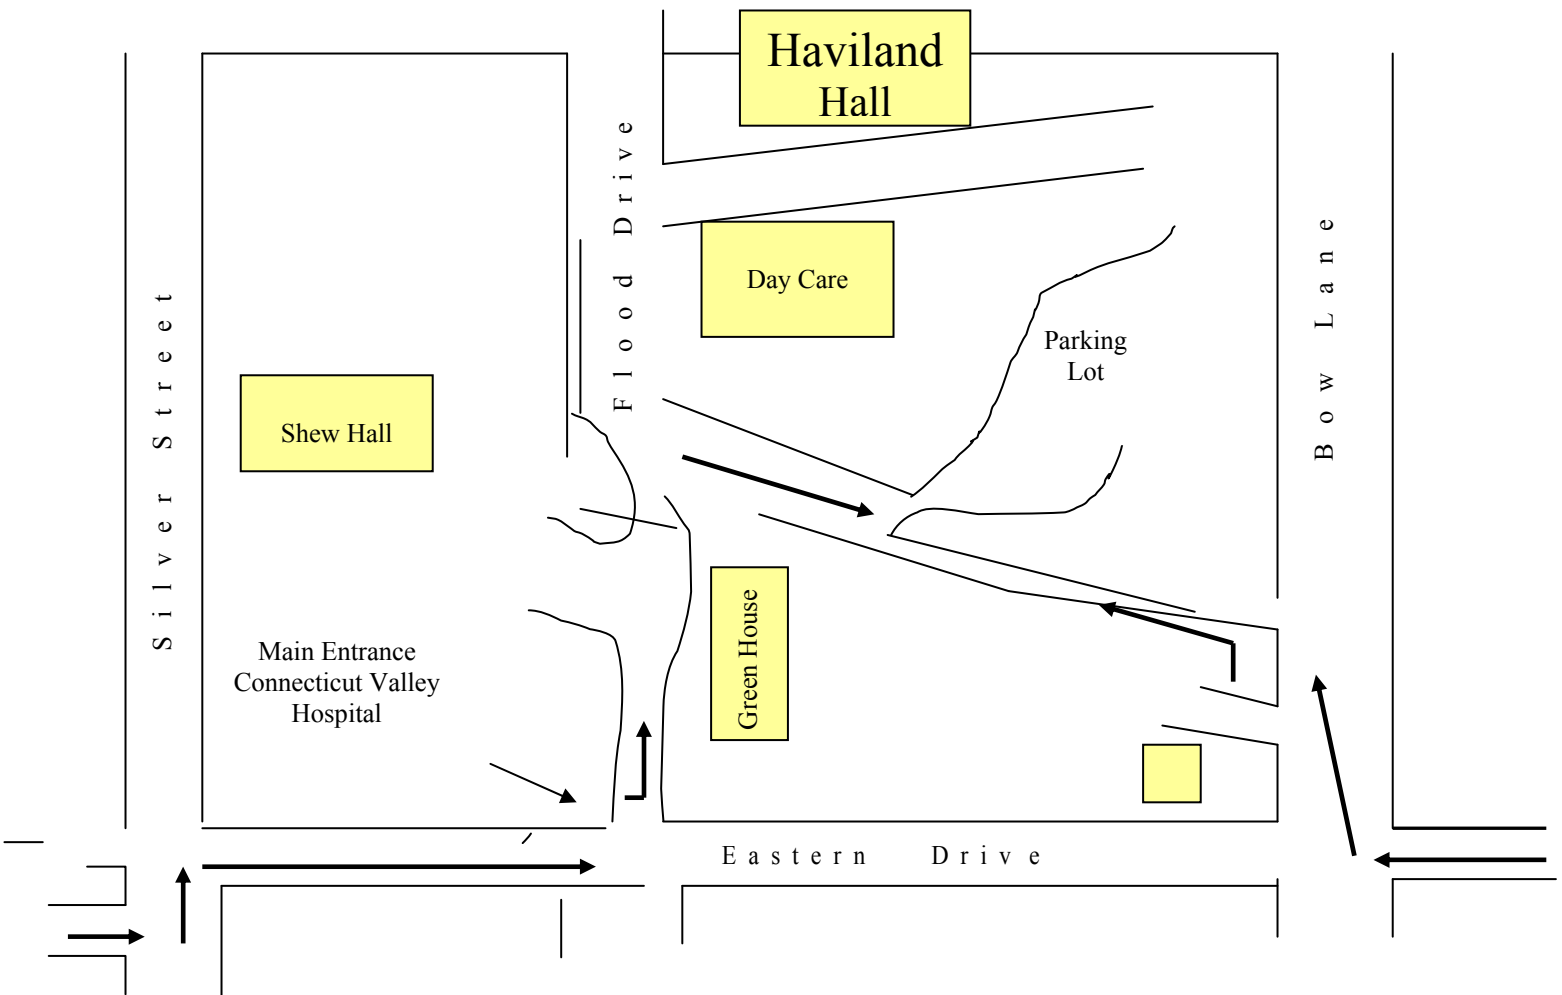 Haviland
Hall
Flood Drive
Day Care
Silver Street
Bow Lane
Parking
Lot
Shew Hall
Green House
Main Entrance
Connecticut Valley
Hospital
Eastern Drive